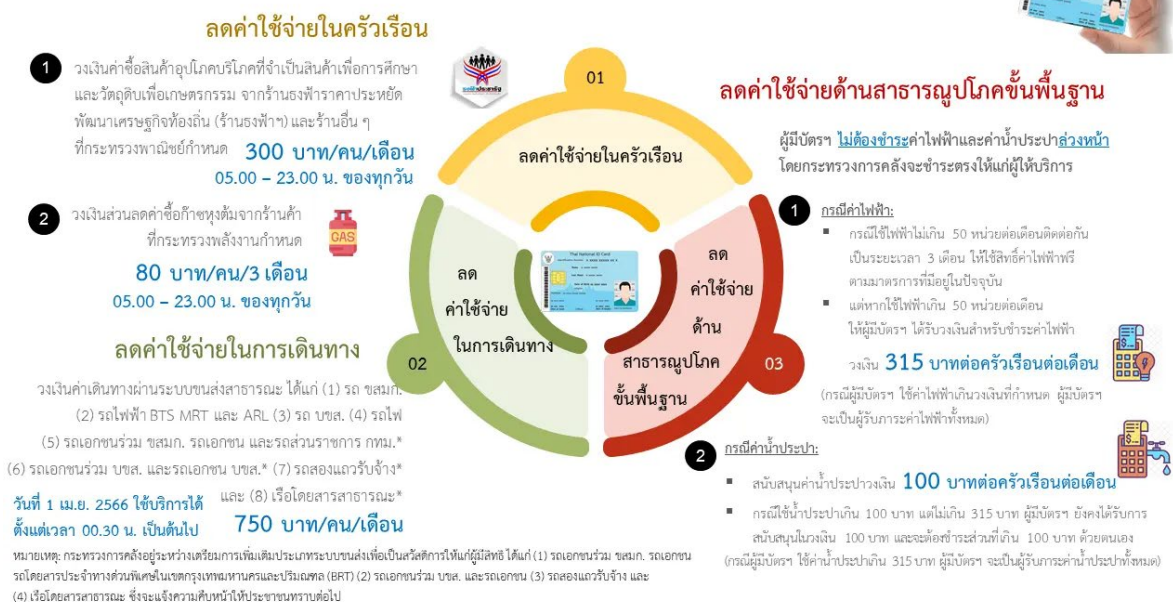 ลดค่าใช้จ่ายในครัวเรือน
1
วงเงินค่าซื้อสินค้าอุปโภคบริโภคที่จำเป็นสินค้าเพื่อการศึกษา
และวัตถุดิบเพื่อเกษตรกรรม จากร้านธงฟ้าราคาประหยัด
พัฒนาเศรษฐกิจท้องถิ่น (ร้านธงฟ้าฯ) และร้านอื่น ๆ
ที่กระทรวงพาณิชย์กำหนด 300 บาท/คน/เดือน
05.00 – 23.00 น. ของทุกวัน
2
วงเงินส่วนลดค่าซื้อก๊าซหุงต้มจากร้านค้า
ที่กระทรวงพลังงานกำหนด
GAS
80 บาท/คน/3 เดือน
05.00 – 23.00 น. ของทุกวัน
ลดค่าใช้จ่ายในการเดินทาง
วงเงินค่าเดินทางผ่านระบบขนส่งสาธารณะ ได้แก่ (1) รถ ขสมก.
(2) รถไฟฟ้า BTS MRT และ ARL (3) รถ บขส. (4) รถไฟ
(5) รถเอกชนร่วม ขสมก. รถเอกชน และรถส่วนราชการ กทม.*
(6) รถเอกชนร่วม บขส. และรถเอกชน บขส.* (7) รถสองแถวรับจ้าง*
และ (8) เรือโดยสารสาธารณะ*
วันที่ 1 เม.ย. 2566 ใช้บริการได้
ตั้งแต่เวลา 00.30 น. เป็นต้นไป
750 บาท/คน/เดือน
01
ลดค่าใช้จ่ายในครัวเรือน
02
ลด
ค่าใช้จ่าย
ในการเดินทาง
Thai National ID Card
03
ลด
ค่าใช้จ่าย
ด้าน
สาธารณูปโภค
ขั้นพื้นฐาน
ลดค่าใช้จ่ายด้านสาธารณูปโภคขั้นพื้นฐาน
ผู้มีบัตรฯ ไม่ต้องชำระค่าไฟฟ้าและค่าน้ำประปาล่วงหน้า
โดยกระทรวงการคลังจะชำระตรงให้แก่ผู้ให้บริการ
1
กรณีค่าไฟฟ้า:
▪ กรณีใช้ไฟฟ้าไม่เกิน 50 หน่วยต่อเดือนติดต่อกัน
เป็นระยะเวลา 3 เดือน ให้ใช้สิทธิ์ค่าไฟฟ้าฟรี
ตามมาตรการที่มีอยู่ในปัจจุบัน
▪ แต่หากใช้ไฟฟ้าเกิน 50 หน่วยต่อเดือน
ให้ผู้มีบัตรฯ ได้รับวงเงินสำหรับชำระค่าไฟฟ้า
วงเงิน 315 บาทต่อครัวเรือนต่อเดือน
(กรณีผู้มีบัตรฯ ใช้ค่าไฟฟ้าเกินวงเงินที่กำหนด ผู้มีบัตรฯ
จะเป็นผู้รับภาระค่าไฟฟ้าทั้งหมด)
2
กรณีค่าน้ำประปา:
▪ สนับสนุนค่าน้ำประปาวงเงิน 100 บาทต่อครัวเรือนต่อเดือน
▪ กรณีใช้น้ำประปาเกิน 100 บาท แต่ไม่เกิน 315 บาท ผู้มีบัตรฯ ยังคงได้รับการ
สนับสนุนในวงเงิน 100 บาท และจะต้องชำระส่วนที่เกิน 100 บาท ด้วยตนเอง
(กรณีผู้มีบัตรฯ ใช้ค่าน้ำประปาเกิน 315 บาท ผู้มีบัตรฯ จะเป็นผู้รับภาระค่าน้ำประปาทั้งหมด)
หมายเหตุ: กระทรวงการคลังอยู่ระหว่างเตรียมการเพิ่มเติมประเภทระบบขนส่งเพื่อเป็นสวัสดิการให้แก่ผู้มีสิทธิ ได้แก่ (1) รถเอกชนร่วม ขสมก. รถเอกชน
รถโดยสารประจำทางด่วนพิเศษในเขตกรุงเทพมหานครและปริมณฑล (BRT) (2) รถเอกชนร่วม บขส. และรถเอกชน (3) รถสองแถวรับจ้าง และ
(4) เรือโดยสารสาธารณะ ซึ่งจะแจ้งความคืบหน้าให้ประชาชนทราบต่อไป